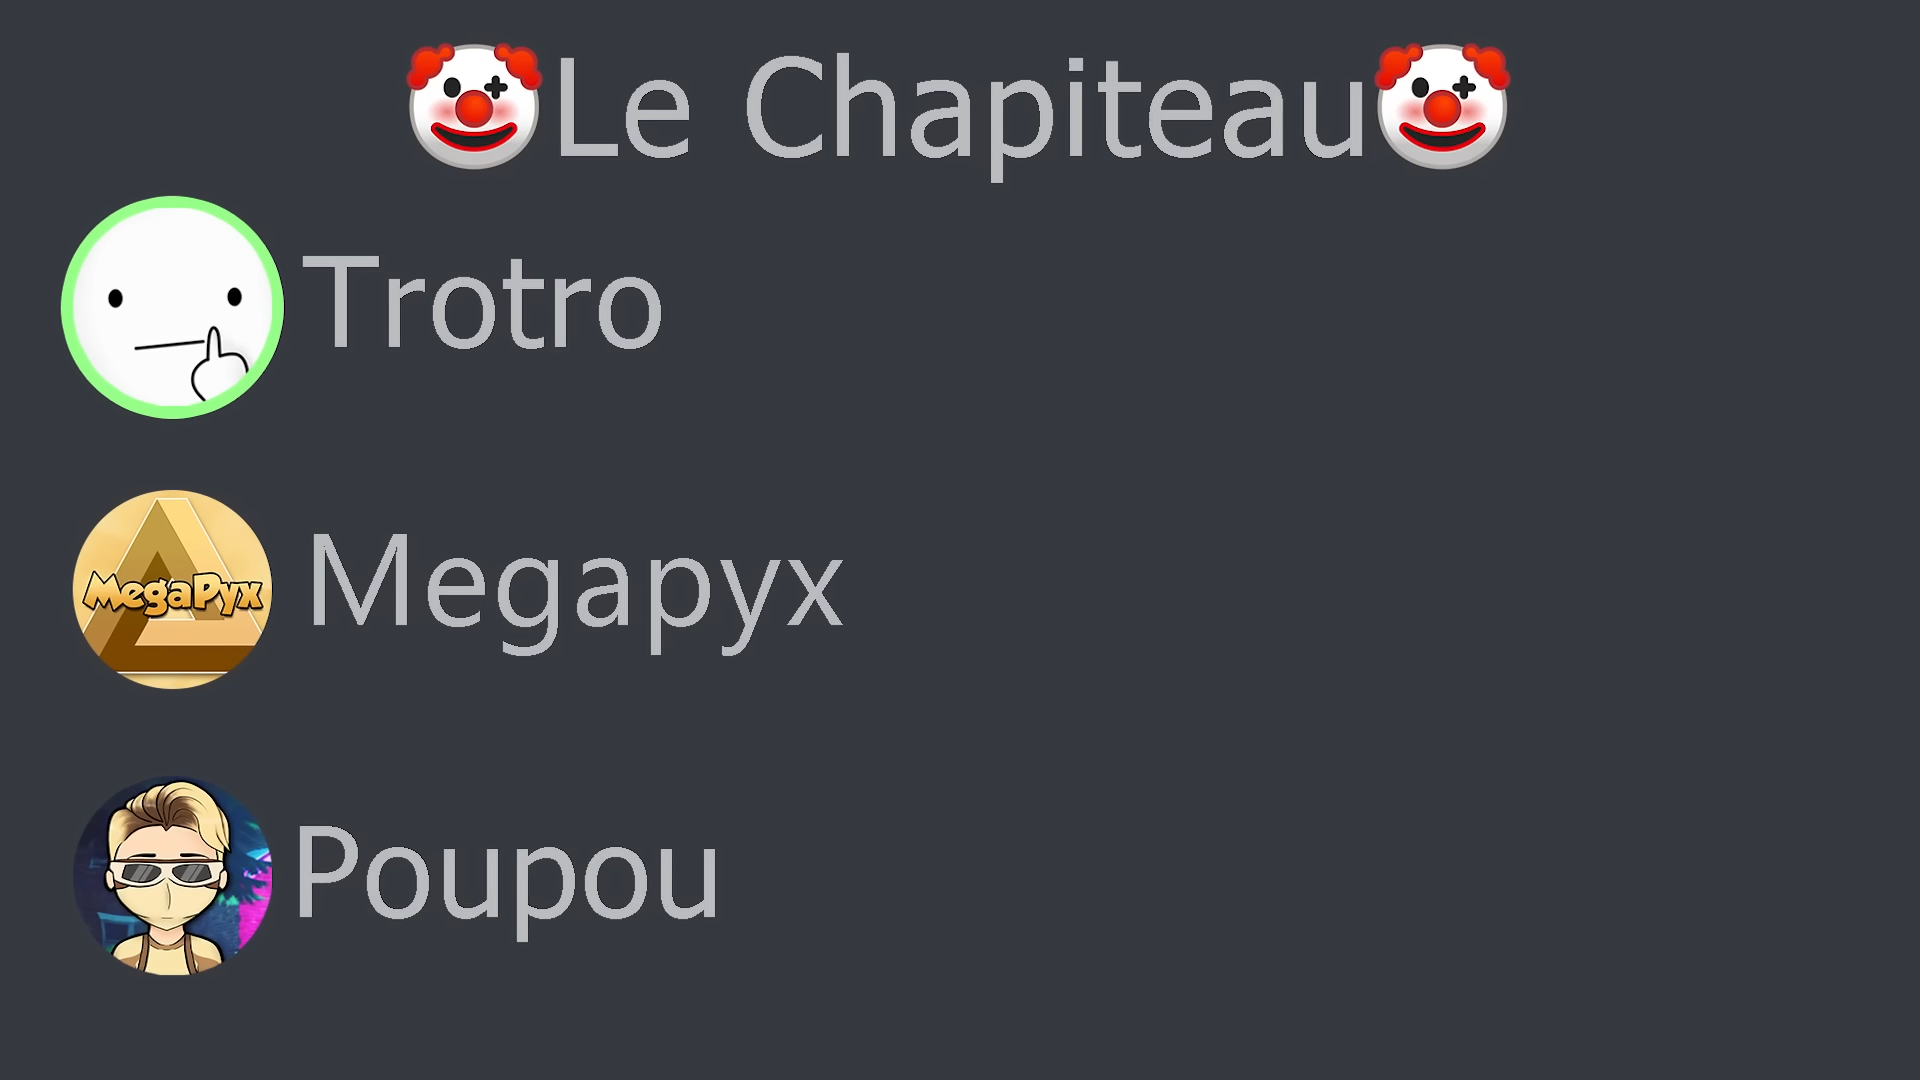 🤡Le Chapiteau🤡
Trotro
MegaPyx
Megapyx
Poupou